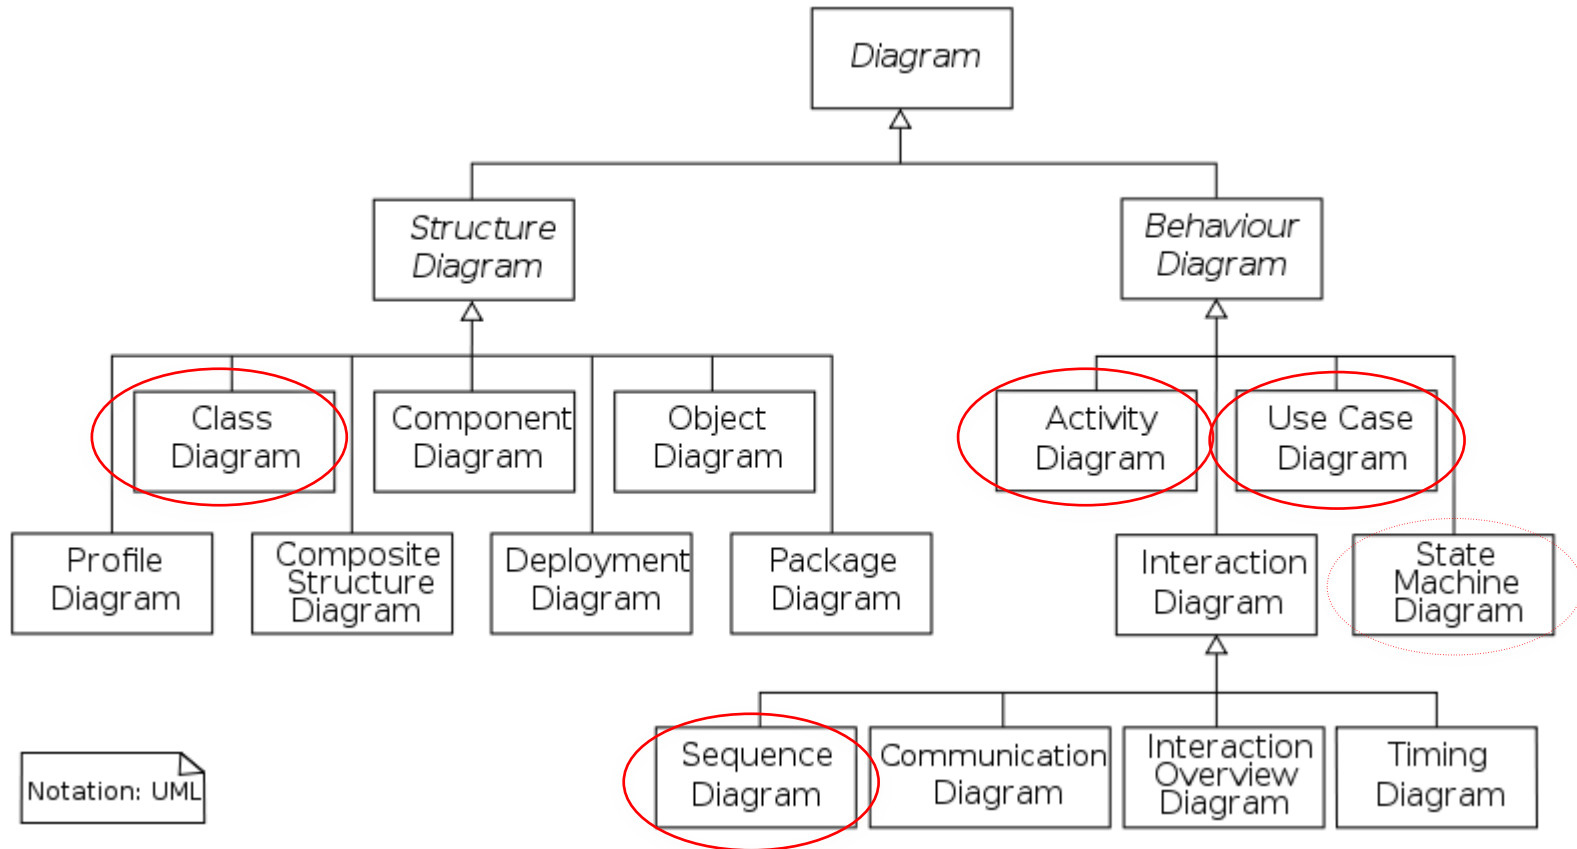 Diagram
Structure
Diagram
Behaviour
Diagram
Class
Diagram
Component
Diagram
Object
Diagram
Activity
Diagram
Use Case
Diagram
Profile
Diagram
Composite
Structure
Diagram
Deployment
Diagram
Package
Diagram
Interaction
Diagram
State
Machine
Diagram
Sequence
Diagram
Communication
Diagram
Interaction
Overview
Diagram
Timing
Diagram
Notation: UML